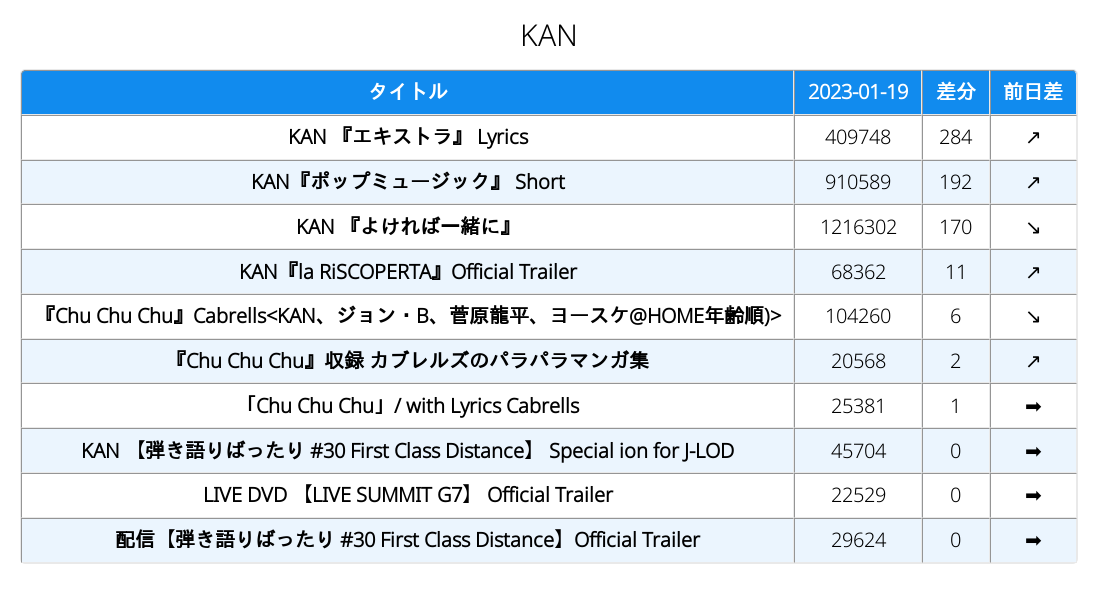 KAN
タイトル 2023-01-19 差分 前日差
KAN 『エキストラ』 Lyrics 409748 284 ↗
KAN『ポップミュージック』 Short 910589 192 ↗
KAN 『よければ一緒に』 1216302 170 ↘
KAN『la RiSCOPERTA』Official Trailer 68362 11 ↗
『Chu Chu Chu』Cabrells<KAN、ジョン・B、菅原龍平、ヨースケ@HOME年齢順)> 104260 6 ↘
『Chu Chu Chu』収録 カブレルズのパラパラマンガ集 20568 2 ↗
「Chu Chu Chu」/ with Lyrics Cabrells 25381 1 ➡
KAN 【弾き語りばったり #30 First Class Distance】 Special ion for J-LOD 45704 0 ➡
LIVE DVD 【LIVE SUMMIT G7】 Official Trailer 22529 0 ➡
配信【弾き語りばったり #30 First Class Distance】Official Trailer 29624 0 ➡